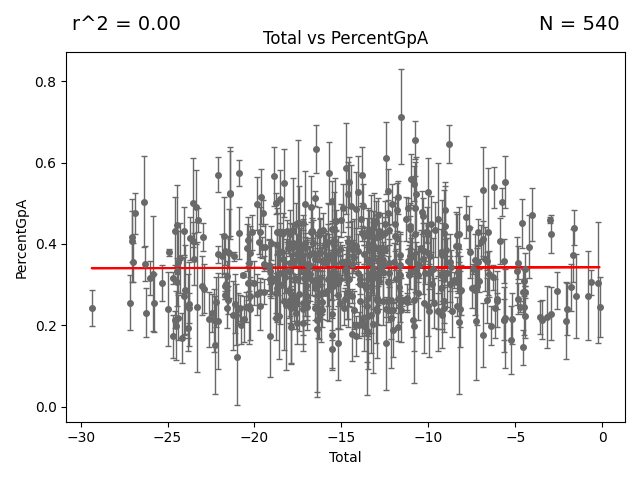 r^2 = 0.00
N = 540
Total vs PercentGpA
0.8
0.6
0.4
0.2
0.0
PercentGpA
−30
−25
−20
−15
−10
−5
0
Total